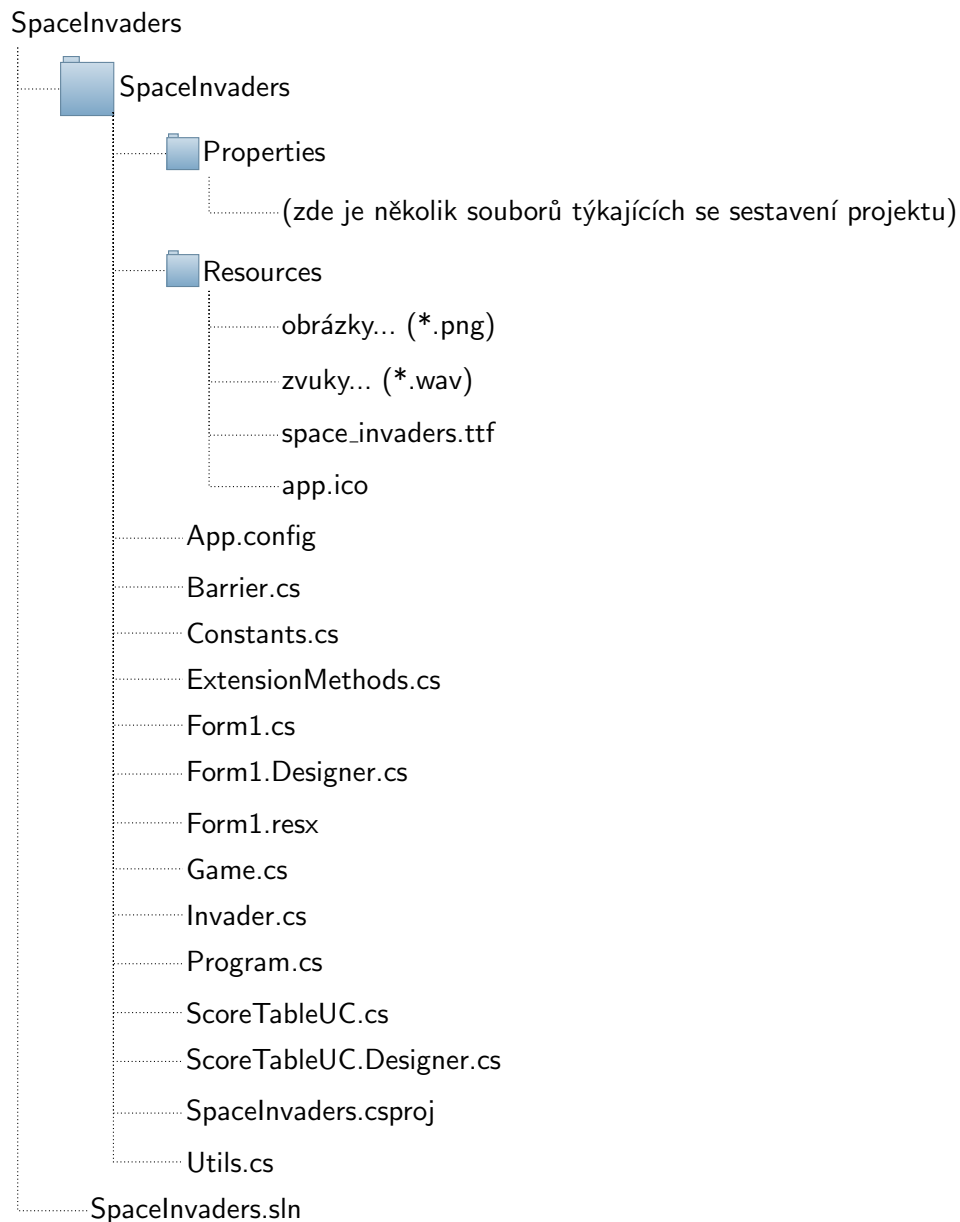 SpaceInvaders
SpaceInvaders
Properties
(zde je několik souborů týkajících se sestavení projektu)
Resources
obrázky... (*.png)
zvuky... (*.wav)
space_invaders.ttf
app.ico
App.config
Barrier.cs
Constants.cs
ExtensionMethods.cs
Form1.cs
Form1.Designer.cs
Form1.resx
Game.cs
Invader.cs
Program.cs
ScoreTableUC.cs
ScoreTableUC.Designer.cs
SpaceInvaders.csproj
Utils.cs
SpaceInvaders.sln